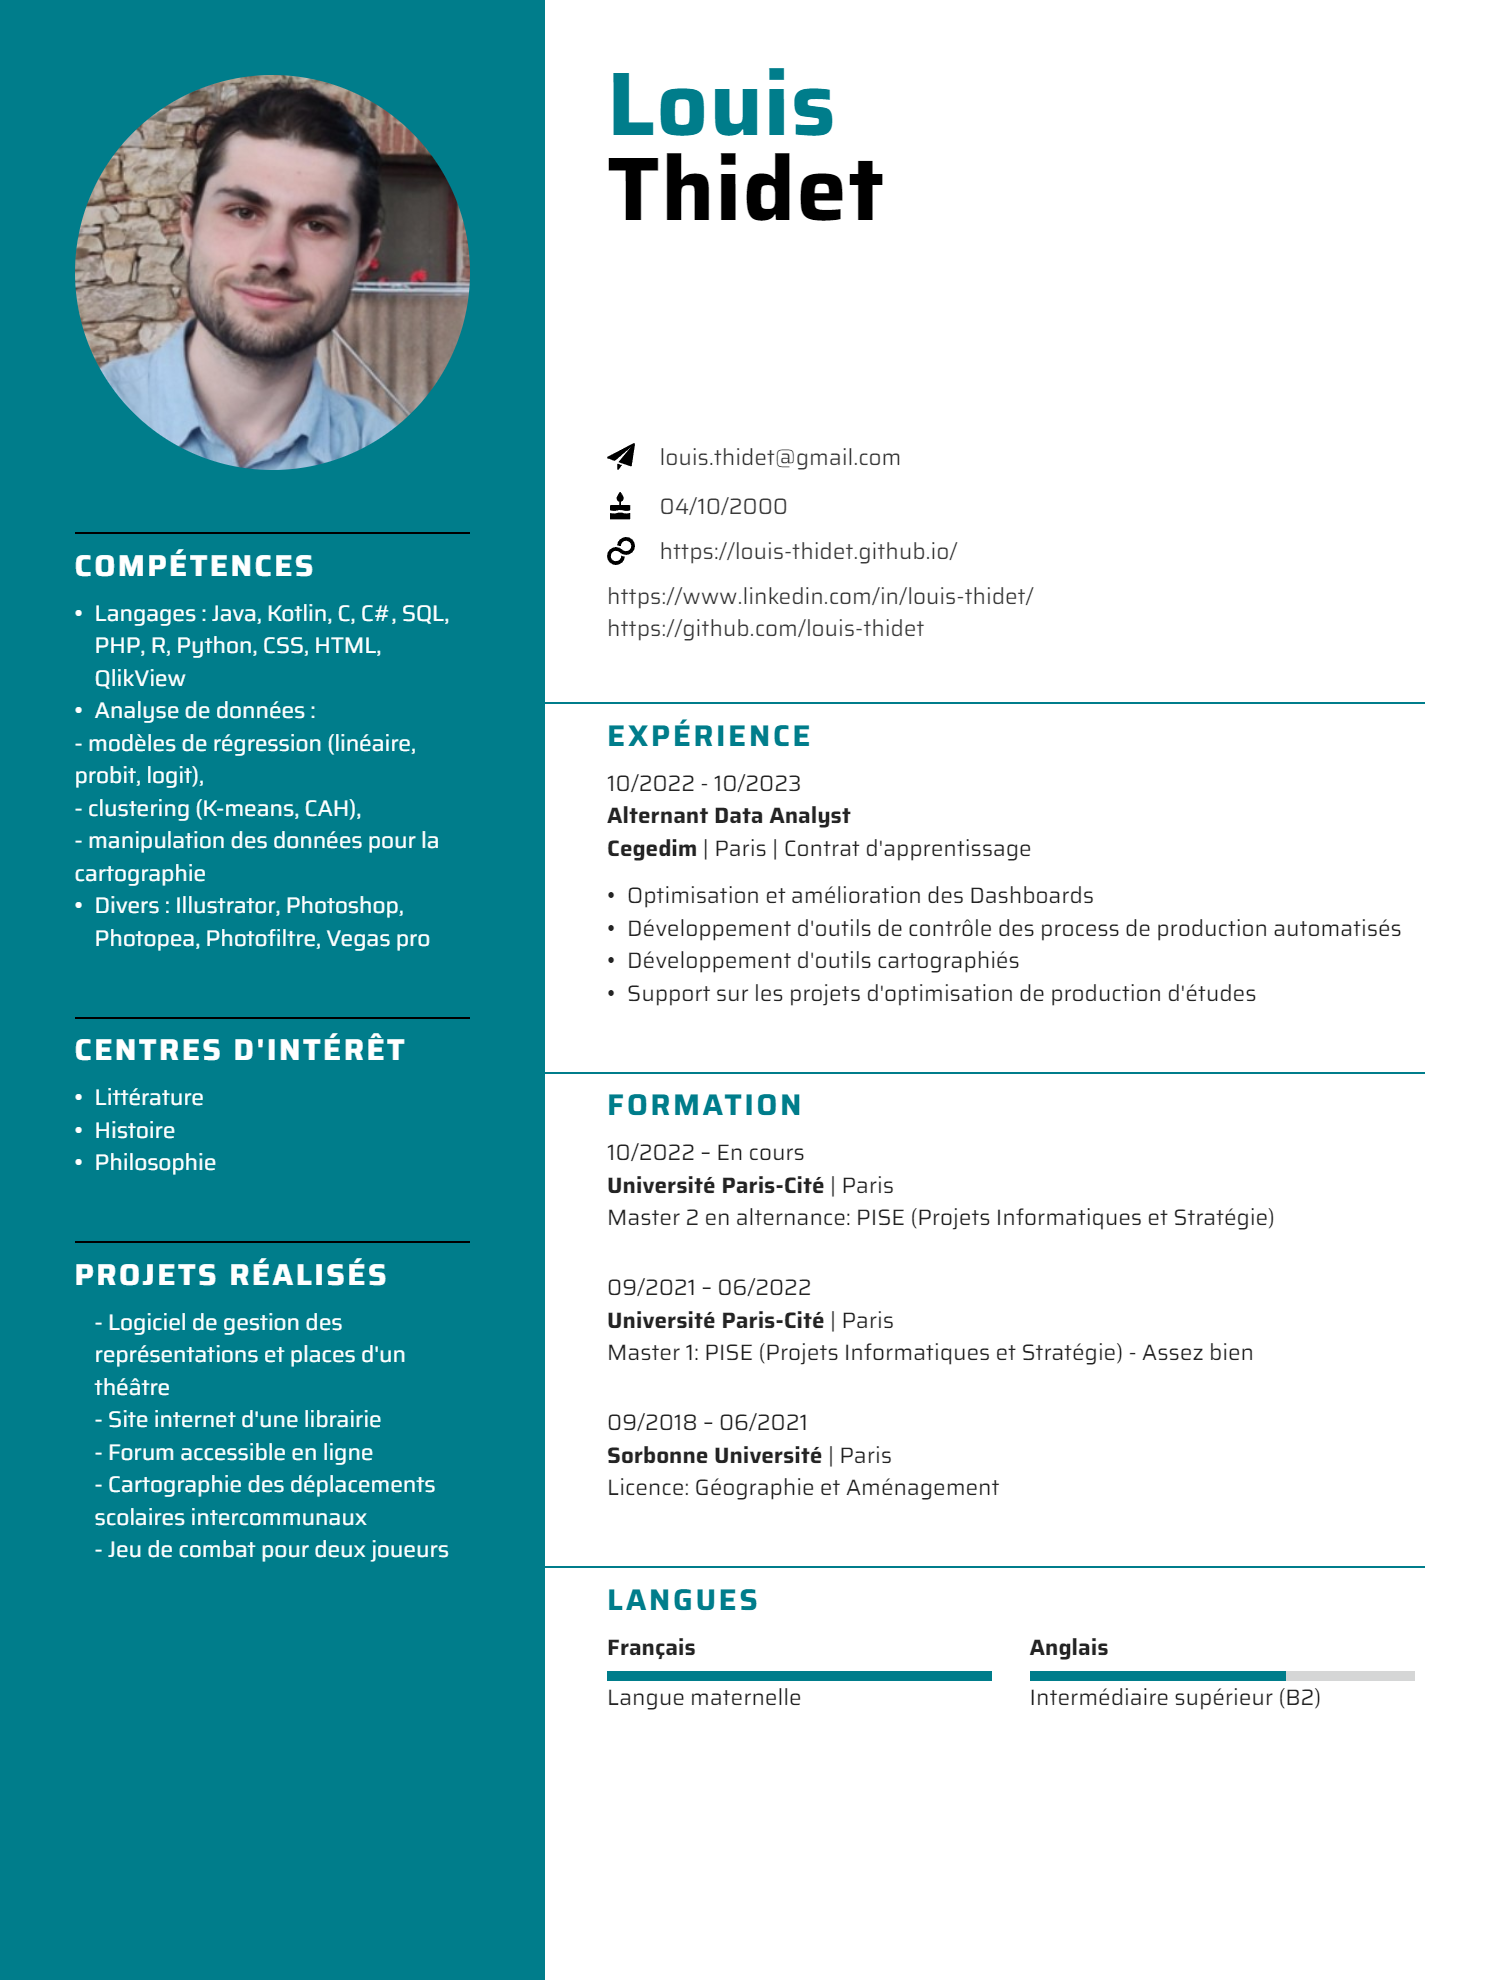 Louis
Thidet
louis.thidet@gmail.com
04/10/2000
https://louis-thidet.github.io/
https://www.linkedin.com/in/louis-thidet/
https://github.com/louis-thidet
COMPÉTENCES
• Langages : Java, Kotlin, C, C#, SQL,
PHP, R, Python, CSS, HTML,
QlikView
• Analyse de données :
- modèles de régression (linéaire,
probit, logit),
- clustering (K-means, CAH),
- manipulation des données pour la
cartographie
• Divers : Illustrator, Photoshop,
Photopea, Photofiltre, Vegas pro
CENTRES D'INTÉRÊT
• Littérature
• Histoire
• Philosophie
PROJETS RÉALISÉS
- Logiciel de gestion des
représentations et places d'un
théâtre
- Site internet d'une librairie
- Forum accessible en ligne
- Cartographie des déplacements
scolaires intercommunaux
- Jeu de combat pour deux joueurs
EXPÉRIENCE
10/2022 - 10/2023
Alternant Data Analyst
Cegedim | Paris | Contrat d'apprentissage
• Optimisation et amélioration des Dashboards
• Développement d'outils de contrôle des process de production automatisés
• Développement d'outils cartographiés
• Support sur les projets d'optimisation de production d'études
FORMATION
10/2022 – En cours
Université Paris-Cité | Paris
Master 2 en alternance: PISE (Projets Informatiques et Stratégie)
09/2021 – 06/2022
Université Paris-Cité | Paris
Master 1: PISE (Projets Informatiques et Stratégie) - Assez bien
09/2018 – 06/2021
Sorbonne Université | Paris
Licence: Géographie et Aménagement
LANGUES
Français
Langue maternelle
Anglais
Intermédiaire supérieur (B2)